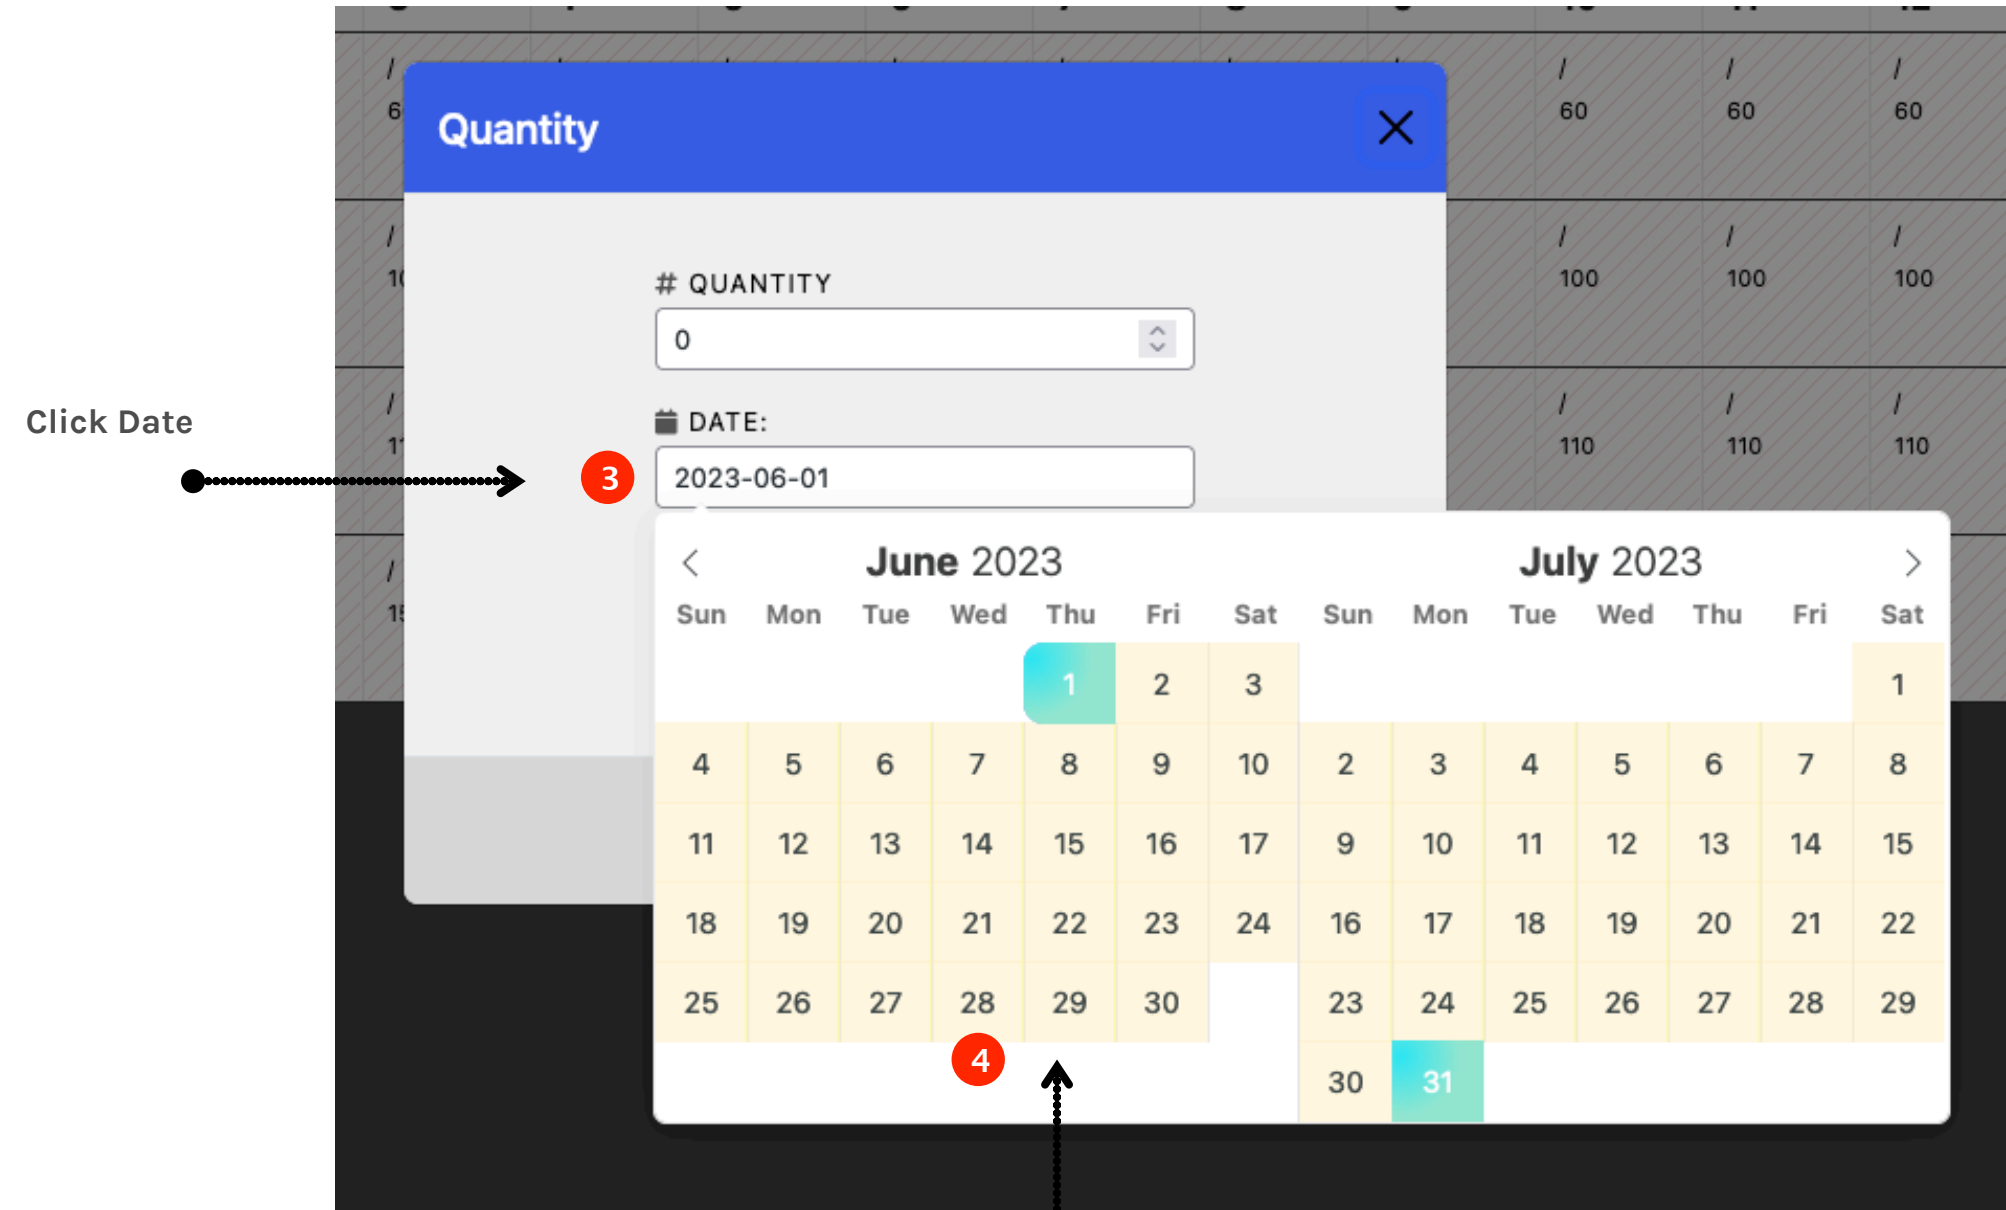 / / /
60 60 60
Quantity
/ / / /
100 100 100
# QUANTITY
0
/ / / /
110 110 110
Click Date
DATE:
3
2023-06-01
/
June 2023 July 2023
Sun Mon Tue Wed Thu Fri Sat Sun Mon Tue Wed Thu Fri Sat
1 2 3 1
4 5 6 7 8 9 10 2 3 4 5 6 7 8
11 12 13 14 15 16 17 9 10 11 12 13 14 15
18 19 20 21 22 23 24 16 17 18 19 20 21 22
25 26 27 28 29 30 23 24 25 26 27 28 29
4
30 31